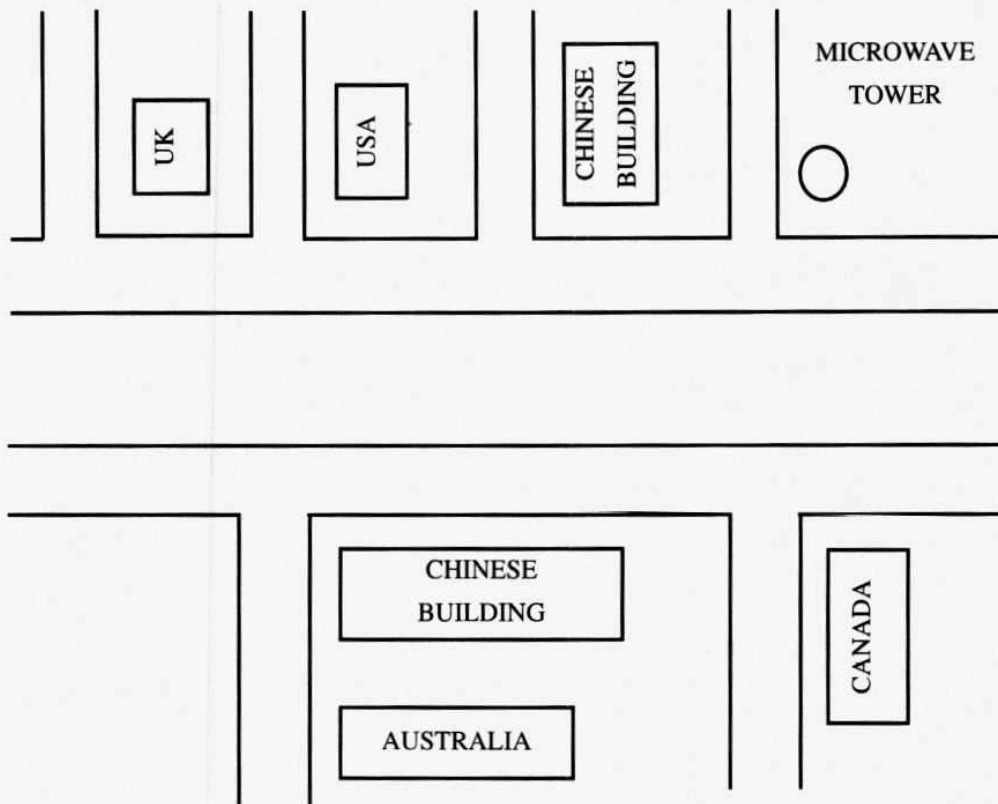 UK
USA
CHINESE
BUILDING
MICROWAVE
TOWER
CHINESE
BUILDING
AUSTRALIA
CANADA